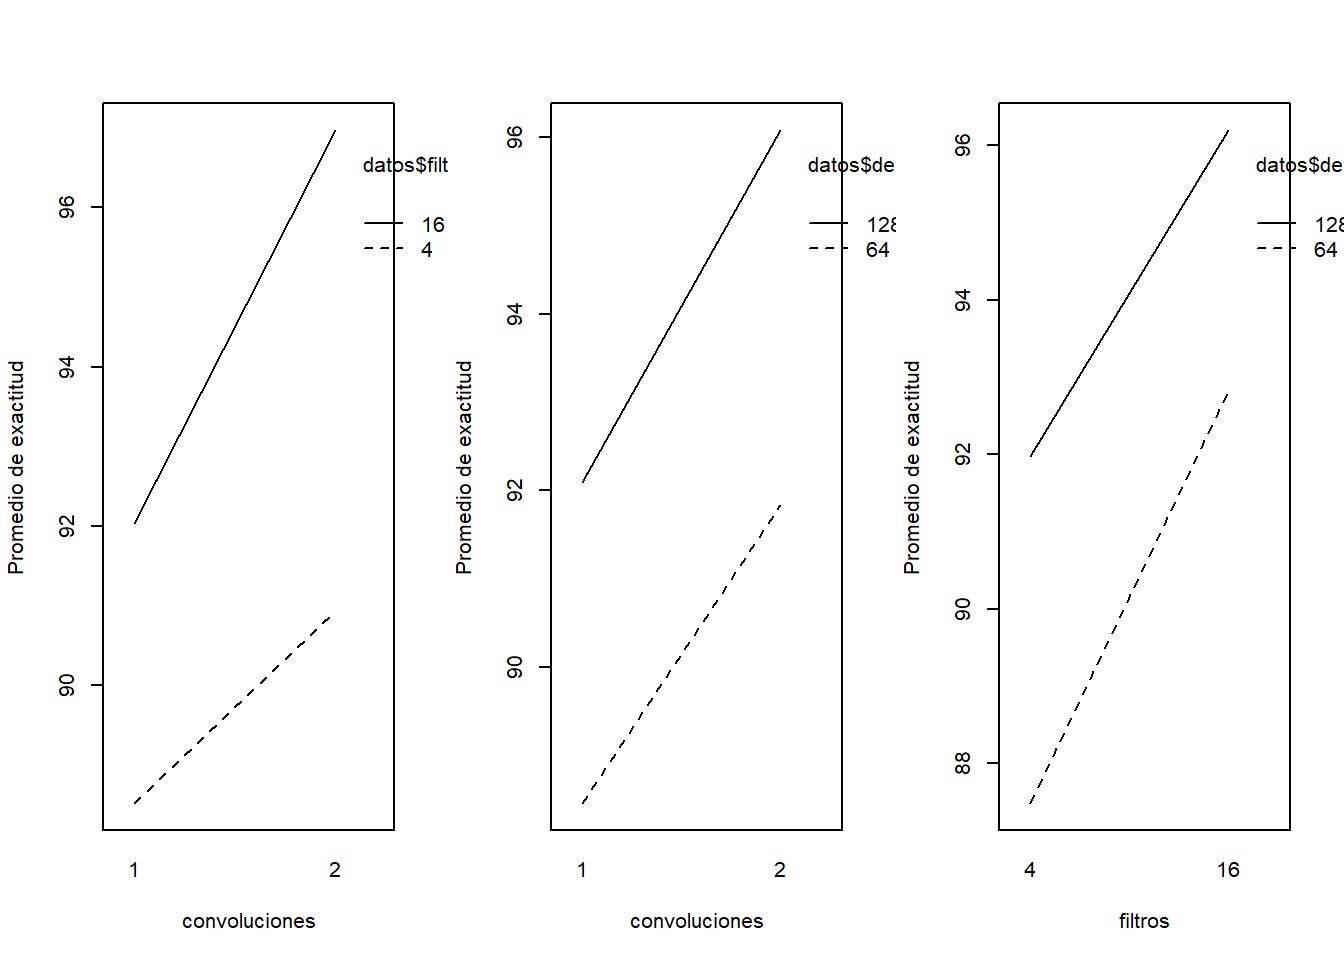 Promedio de exactitud
96
94
92
90
datos$filt
16
4
1 2
convoluciones
Promedio de exactitud
96
94
92
90
datos$de
128
64
1 2
convoluciones
Promedio de exactitud
96
94
92
90
88
datos$de
128
64
4 16
filtros